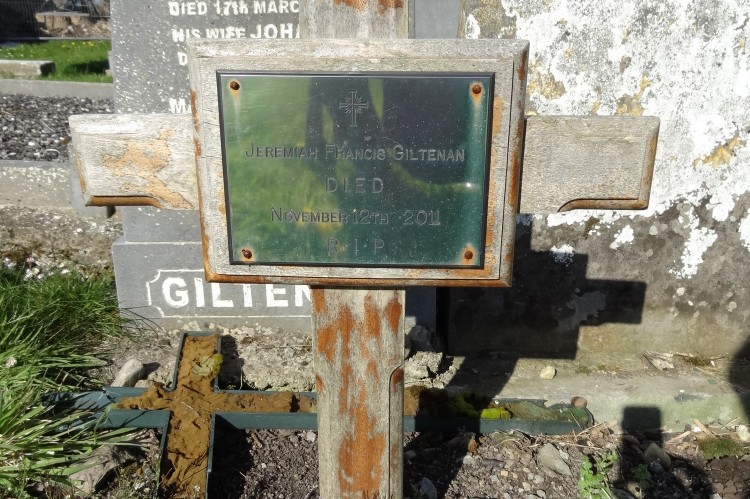 DIED 17TH MARC
HIS WIFE JOHA
JEREMIAH FRANCIS GILTENAN
DIED
NOVEMBER 12TH 2011
R I P
GILTEN